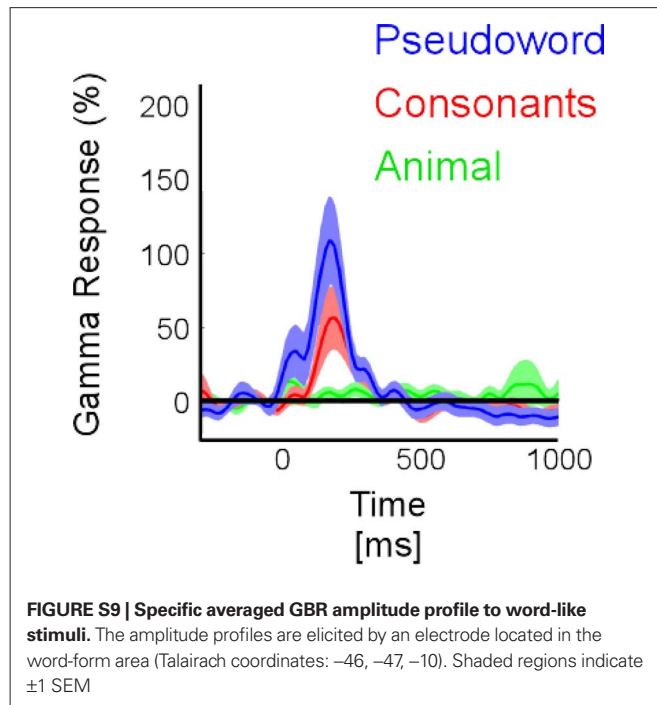 Pseudoword
Consonants
Animal
Gamma Response (%)
200
150
100
50
0
0
500
1000
Time
[ms]
FIGURE S9 | Specific averaged GBR amplitude profile to word-like
stimuli. The amplitude profiles are elicited by an electrode located in the
word-form area (Talairach coordinates: –46, –47, –10). Shaded regions indicate
±1 SEM